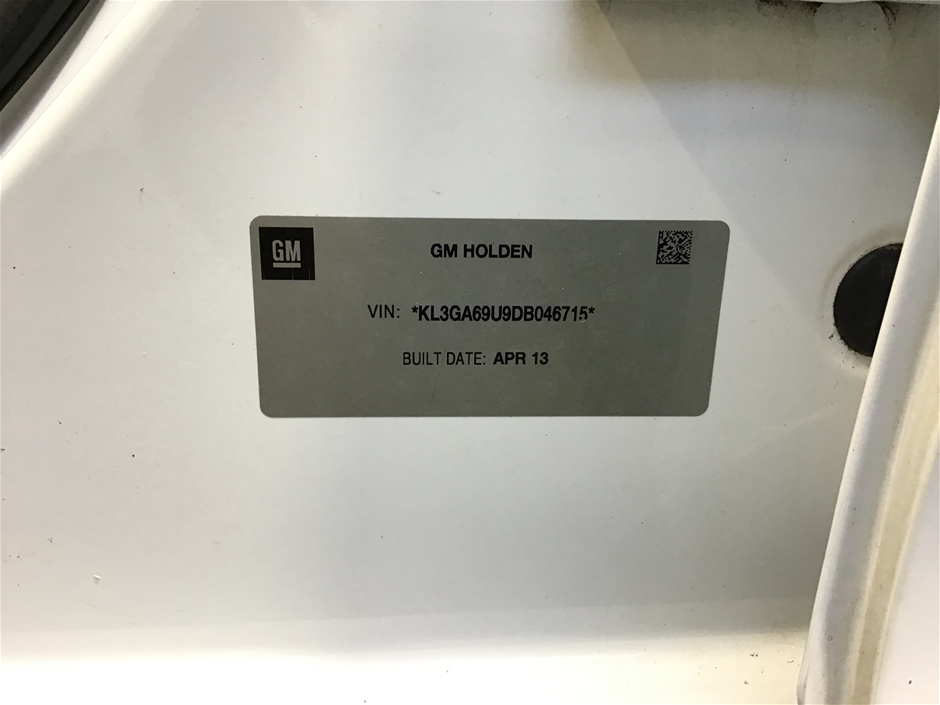 GM
GM HOLDEN
VIN: *KL3GA69U9DB046715*
BUILT DATE: APR 13